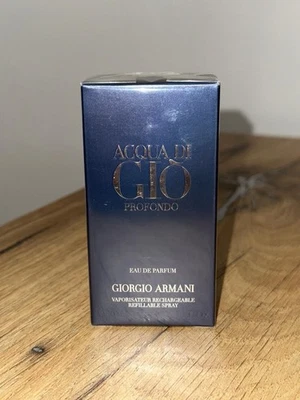 ACQUA DI
GIÒ
PROFONDO
EAU DE PARFUM
GIORGIO ARMANI
VAPORISATEUR RECHARGEABLE
REFILLABLE SPRAY